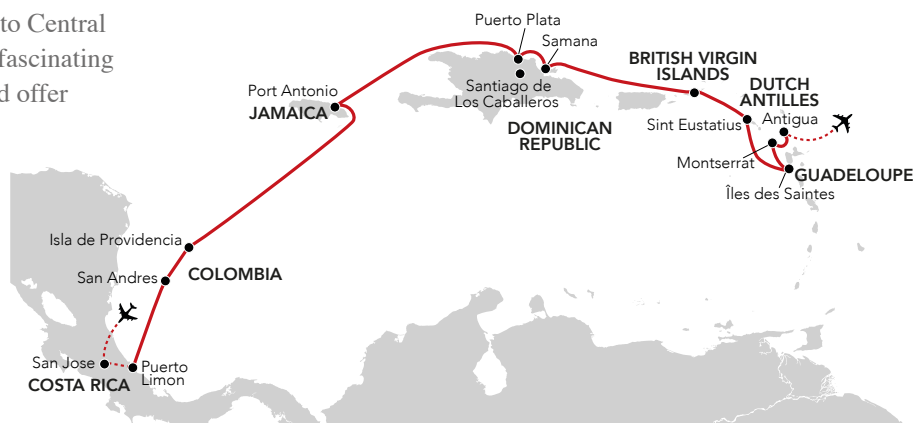 to Central
fascinating
d offer
Puerto Plata
Samana
Santiago de
Los Caballeros
DOMINICAN
REPUBLIC
BRITISH VIRGIN
ISLANDS
DUTCH
ANTILLES
Antigua
Sint Eustatius
Montserrat
GUADELOUPE
Îles des Saintes
Port Antonio
JAMAICA
Isla de Providencia
San Andres
COLOMBIA
San Jose
COSTA RICA
Puerto
Limon